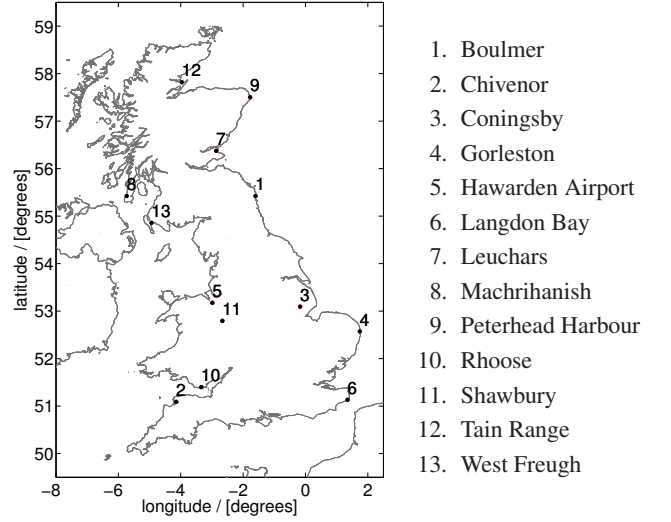 59
58
57
56
55
54
53
52
51
50
−8
−6
−4
−2
0
2
latitude / [degrees]
longitude / [degrees]
12
9
7
8
1
13
5
11
3
4
10
2
6
1. Boulmer
2. Chivenor
3. Coningsby
4. Gorleston
5. Hawarden Airport
6. Langdon Bay
7. Leuchars
8. Machrihanish
9. Peterhead Harbour
10. Rhoose
11. Shawbury
12. Tain Range
13. West Freugh